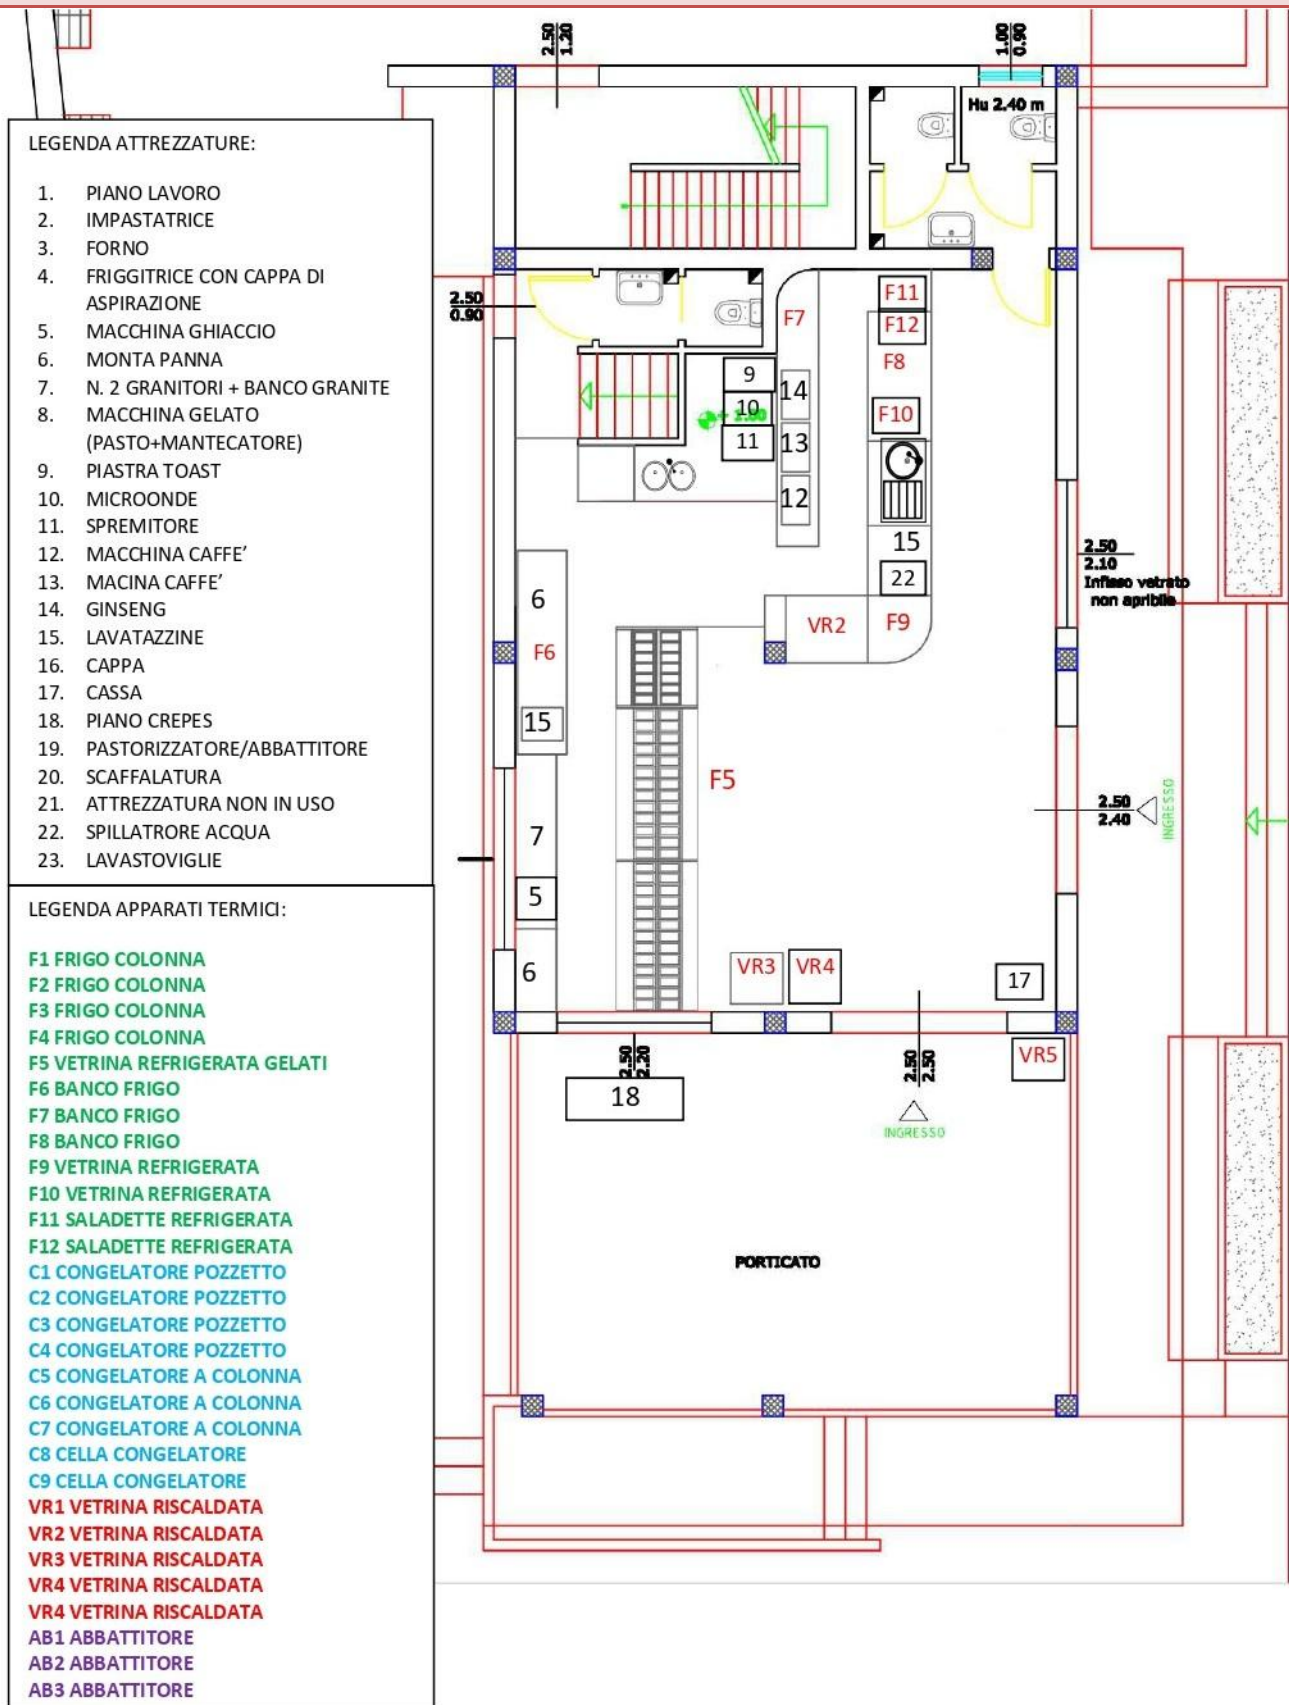 LEGENDA ATTREZZATURE:
1. PIANO LAVORO
2. IMPASTATRICE
3. FORNO
4. FRIGGITRICE CON CAPPA DI
ASPIRAZIONE
5. MACCHINA GHIACCIO
6. MONTA PANNA
7. N. 2 GRANITORI + BANCO GRANITE
8. MACCHINA GELATO
(PASTO+MANTECATORE)
9. PIASTRA TOAST
10. MICROONDE
11. SPREMITORE
12. MACCHINA CAFFE'
13. MACINA CAFFE'
14. GINSENG
15. LAVATAZZINE
16. CAPPA
17. CASSA
18. PIANO CREPES
19. PASTORIZZATORE/ABBATTITORE
20. SCAFFALATURA
21. ATTREZZATURA NON IN USO
22. SPILLATRORE ACQUA
23. LAVASTOVIGLIE
LEGENDA APPARATI TERMICI:
F1 FRIGO COLONNA
F2 FRIGO COLONNA
F3 FRIGO COLONNA
F4 FRIGO COLONNA
F5 VETRINA REFRIGERATA GELATI
F6 BANCO FRIGO
F7 BANCO FRIGO
F8 BANCO FRIGO
F9 VETRINA REFRIGERATA
F10 VETRINA REFRIGERATA
F11 SALADETTE REFRIGERATA
F12 SALADETTE REFRIGERATA
C1 CONGELATORE POZZETTO
C2 CONGELATORE POZZETTO
C3 CONGELATORE POZZETTO
C4 CONGELATORE POZZETTO
C5 CONGELATORE A COLONNA
C6 CONGELATORE A COLONNA
C7 CONGELATORE A COLONNA
C8 CELLA CONGELATORE
C9 CELLA CONGELATORE
VR1 VETRINA RISCALDATA
VR2 VETRINA RISCALDATA
VR3 VETRINA RISCALDATA
VR4 VETRINA RISCALDATA
VR4 VETRINA RISCALDATA
AB1 ABBATTITORE
AB2 ABBATTITORE
AB3 ABBATTITORE
2.50
1.20
1.00
0.90
Hu 2.40 m
2.50
0.90
F11
F7
F12
F8
9
14
10
+ 1.00
F10
11
13
12
15
2.50
2.10
Infisso vetrato
non apribile
22
6
VR2
F9
F6
15
F5
2.50
2.40
INGRESSO
7
5
6
VR3
VR4
17
2.50
2.20
2.50
2.50
VR5
18
INGRESSO
PORTICATO